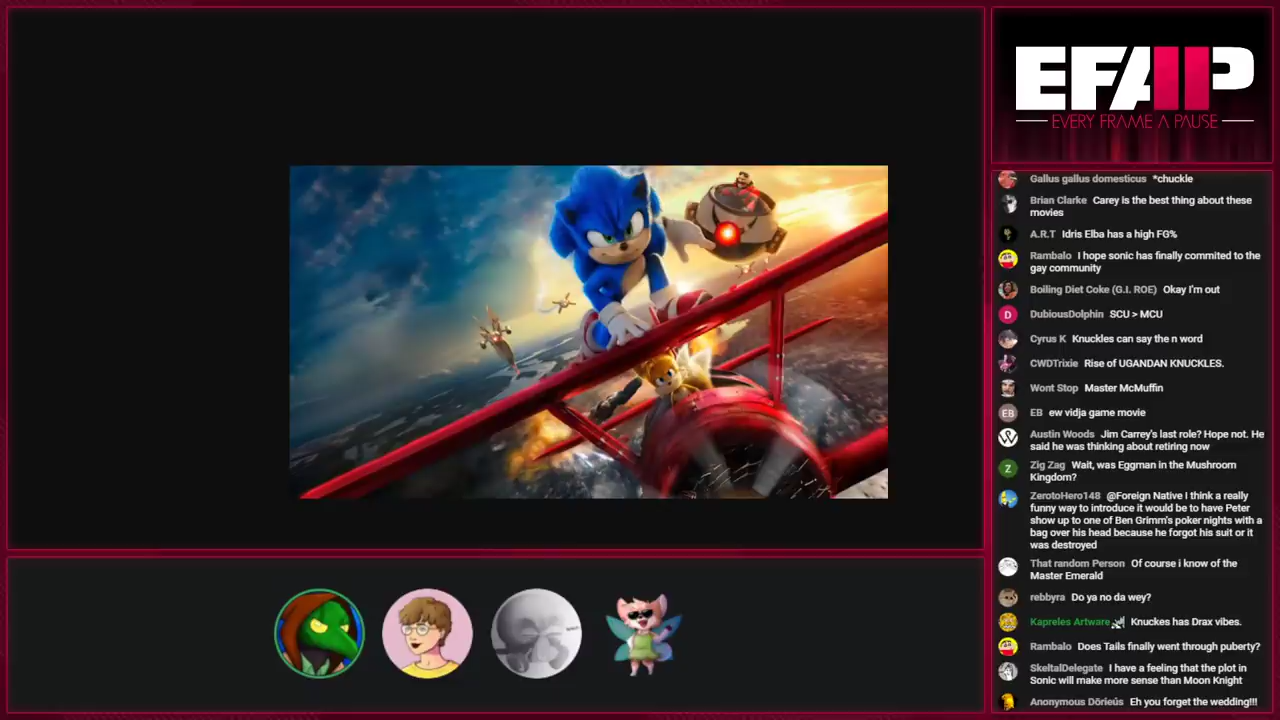 EFAP
EVERY FRAME A PAUSE
Gallus gallus domesticus *chuckle
Brian Clarke Carey is the best thing about these
movies
A.R.T Idris Elba has a high FG%
Rambalo I hope sonic has finally commited to the
gay community
Boiling Diet Coke (G.I. ROE) Okay I'm out
D
DubiousDolphin SCU > MCU
Cyrus K Knuckles can say the n word
CWDTrixie Rise of UGANDAN KNUCKLES.
Wont Stop Master McMuffin
EB
EB ew vidja game movie
Austin Woods Jim Carrey's last role? Hope not. He
said he was thinking about retiring now
Z
Zig Zag Wait, was Eggman in the Mushroom
Kingdom?
ZerotoHero148 @Foreign Native I think a really
funny way to introduce it would be to have Peter
show up to one of Ben Grimm's poker nights with a
bag over his head because he forgot his suit or it
was destroyed
That random Person Of course i know of the
Master Emerald
rebbyra Do ya no da wey?
Kapreles Artware Knuckes has Drax vibes.
Rambalo Does Tails finally went through puberty?
SkeltalDelegate I have a feeling that the plot in
Sonic will make more sense than Moon Knight
Anonymous Dōrieús Eh you forget the wedding!!!